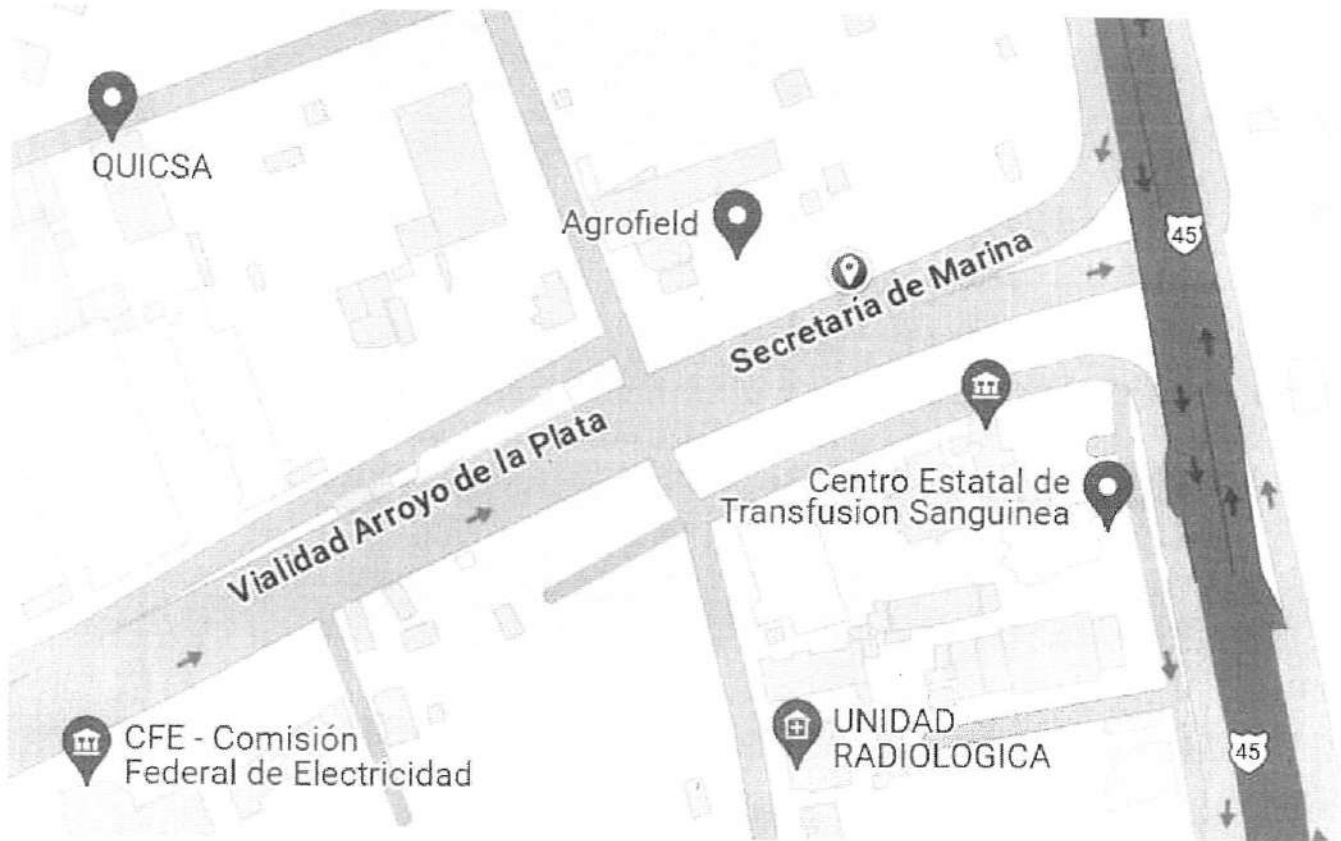 QUICSA
Agrofield
45
Secretaría de Marina
Vialidad Arroyo de la Plata
Centro Estatal de
Transfusion Sanguinea
CFE - Comisión
Federal de Electricidad
UNIDAD
RADIOLOGICA
45